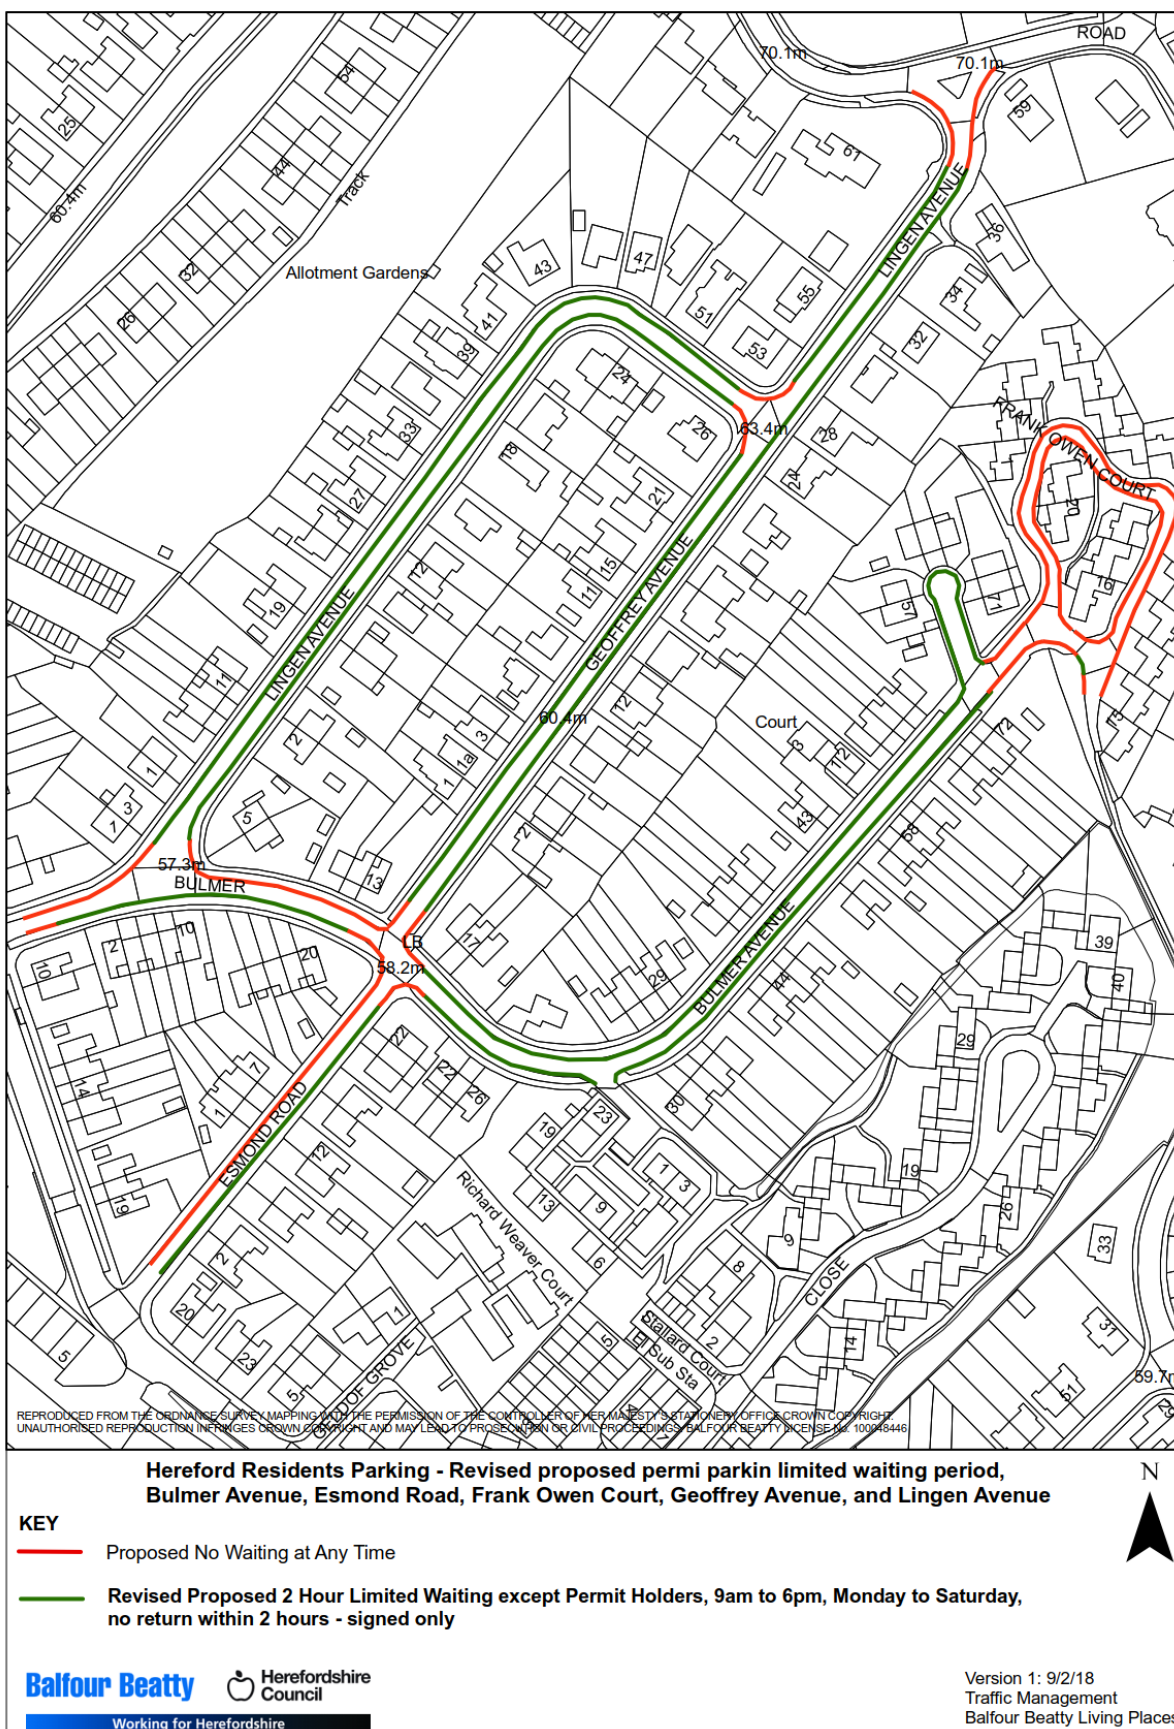 ROAD
70.1m
70.1m
54
25
59
61
44
Track
60.4m
LINGEN AVENUE
36
32
Allotment Gardens
43
47
34
26
51
55
41
32
39
53
24
FRANK OWEN COURT
33
18
26
63.4m
28
27
21
24
20
12
15
19
11
16
57
71
LINGEN AVENUE
GEOFFREY AVENUE
11
12
60.4m
Court
72
75
2
3
3
1
1a
1
12
3
7
5
2
43
58
57.3m
BULMER
13
2
10
17
LB
BULMER AVENUE
39
10
20
58.2m
29
44
40
22
29
14
7
22
26
30
1
ESMOND ROAD
23
19
12
1
19
19
Richard Weaver Court
13
3
9
26
9
33
2
6
8
CLOSE
20
1
Stallard Court
El Sub Sta
2
14
31
5
23
5
5
51
59.7m
GROVE
29
REPRODUCED FROM THE ORDNANCE SURVEY MAPPING WITH THE PERMISSION OF THE CONTROLLER OF HER MAJESTY'S STATIONERY OFFICE CROWN COPYRIGHT.
UNAUTHORISED REPRODUCTION INFRINGES CROWN COPYRIGHT AND MAY LEAD TO PROSECUTION OR CIVIL PROCEEDINGS. BALFOUR BEATTY LICENSE No. 100048446
Hereford Residents Parking - Revised proposed permi parkin limited waiting period,
Bulmer Avenue, Esmond Road, Frank Owen Court, Geoffrey Avenue, and Lingen Avenue
N
KEY
Proposed No Waiting at Any Time
Revised Proposed 2 Hour Limited Waiting except Permit Holders, 9am to 6pm, Monday to Saturday,
no return within 2 hours - signed only
Balfour Beatty
Herefordshire
Council
Working for Herefordshire
Version 1: 9/2/18
Traffic Management
Balfour Beatty Living Places